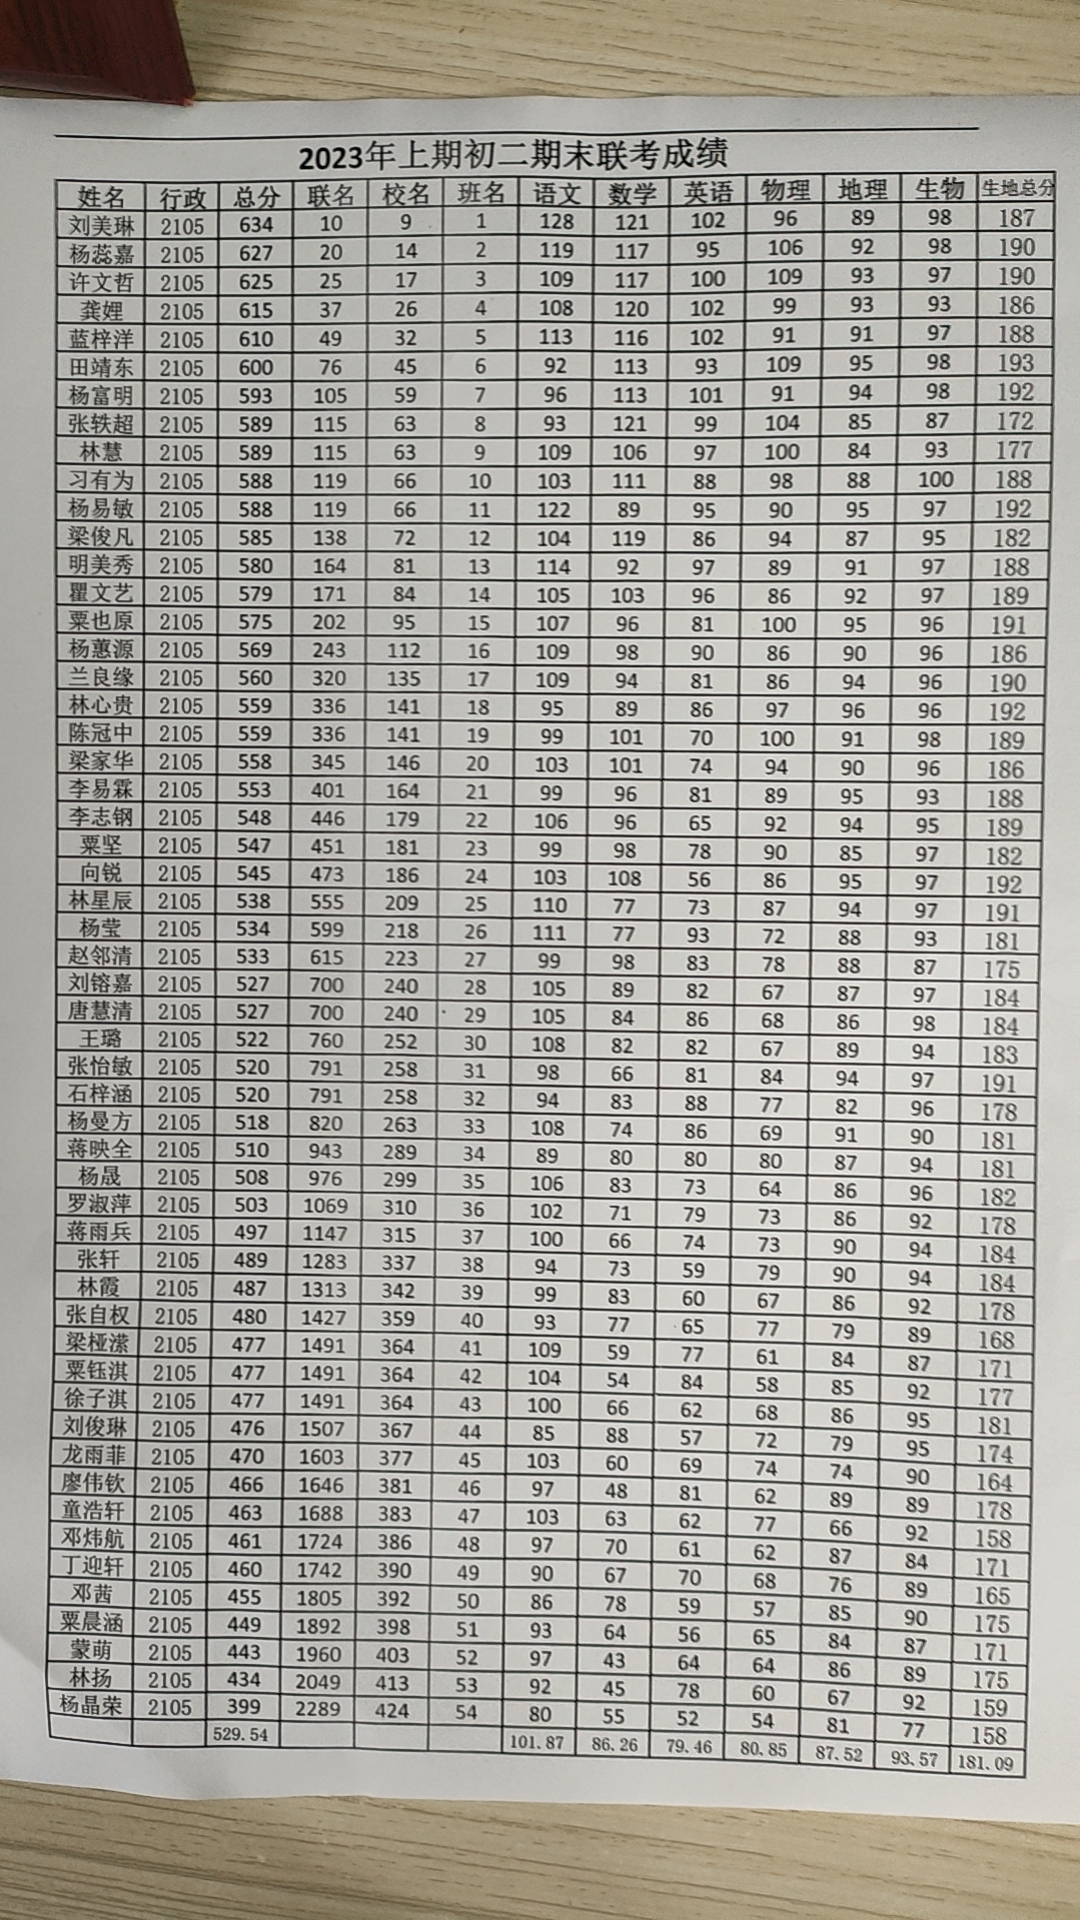 2023年上期初二期末联考成绩
姓名 行政 总分 联名 校名 班名 语文 数学 英语 物理 地理 生物 生地总分
刘美琳 2105 634 10 9 1 128 121 102 96 89 98 187
杨蕊嘉 2105 627 20 14 2 119 117 95 106 92 98 190
许文哲 2105 625 25 17 3 109 117 100 109 93 97 190
龚娌 2105 615 37 26 4 108 120 102 99 93 93 186
蓝梓洋 2105 610 49 32 5 113 116 102 91 91 97 188
田靖东 2105 600 76 45 6 92 113 93 109 95 98 193
杨富明 2105 593 105 59 7 96 113 101 91 94 98 192
张轶超 2105 589 115 63 8 93 121 99 104 85 87 172
林慧 2105 589 115 63 9 109 106 97 100 84 93 177
习有为 2105 588 119 66 10 103 111 88 98 88 100 188
杨易敏 2105 588 119 66 11 122 89 95 90 95 97 192
梁俊凡 2105 585 138 72 12 104 119 86 94 87 95 182
明美秀 2105 580 164 81 13 114 92 97 89 91 97 188
瞿文艺 2105 579 171 84 14 105 103 96 86 92 97 189
粟也原 2105 575 202 95 15 107 96 81 100 95 96 191
杨蕙源 2105 569 243 112 16 109 98 90 86 90 96 186
兰良缘 2105 560 320 135 17 109 94 81 86 94 96 190
林心贵 2105 559 336 141 18 95 89 86 97 96 96 192
陈冠中 2105 559 336 141 19 99 101 70 100 91 98 189
梁家华 2105 558 345 146 20 103 101 74 94 90 96 186
李易霖 2105 553 401 164 21 99 96 81 89 95 93 188
李志钢 2105 548 446 179 22 106 96 65 92 94 95 189
粟坚 2105 547 451 181 23 99 98 78 90 85 97 182
向锐 2105 545 473 186 24 103 108 56 86 95 97 192
林星辰 2105 538 555 209 25 110 77 73 87 94 97 191
杨莹 2105 534 599 218 26 111 77 93 72 88 93 181
赵邻清 2105 533 615 223 27 99 98 83 78 88 87 175
刘镕嘉 2105 527 700 240 28 105 89 82 67 87 97 184
唐慧清 2105 527 700 240 29 105 84 86 68 86 98 184
王璐 2105 522 760 252 30 108 82 82 67 89 94 183
张怡敏 2105 520 791 258 31 98 66 81 84 94 97 191
石梓涵 2105 520 791 258 32 94 83 88 77 82 96 178
杨曼方 2105 518 820 263 33 108 74 86 69 91 90 181
蒋映全 2105 510 943 289 34 89 80 80 80 87 94 181
杨晟 2105 508 976 299 35 106 83 73 64 86 96 182
罗淑萍 2105 503 1069 310 36 102 71 79 73 86 92 178
蒋雨兵 2105 497 1147 315 37 100 66 74 73 90 94 184
张轩 2105 489 1283 337 38 94 73 59 79 90 94 184
林霞 2105 487 1313 342 39 99 83 60 67 86 92 178
张自权 2105 480 1427 359 40 93 77 65 77 79 89 168
梁桠潆 2105 477 1491 364 41 109 59 77 61 84 87 171
粟钰淇 2105 477 1491 364 42 104 54 84 58 85 92 177
徐子淇 2105 477 1491 364 43 100 66 62 68 86 95 181
刘俊琳 2105 476 1507 367 44 85 88 57 72 79 95 174
龙雨菲 2105 470 1603 377 45 103 60 69 74 74 90 164
廖伟钦 2105 466 1646 381 46 97 48 81 62 89 89 178
童浩轩 2105 463 1688 383 47 103 63 62 77 66 92 158
邓炜航 2105 461 1724 386 48 97 70 61 62 87 84 171
丁迎轩 2105 460 1742 390 49 90 67 70 68 76 89 165
邓茜 2105 455 1805 392 50 86 78 59 57 85 90 175
粟晨涵 2105 449 1892 398 51 93 64 56 65 84 87 171
蒙萌 2105 443 1960 403 52 97 43 64 64 86 89 175
林扬 2105 434 2049 413 53 92 45 78 60 67 92 159
杨晶荣 2105 399 2289 424 54 80 55 52 54 81 77 158
529.54 101.87 86.26 79.46 80.85 87.52 93.57 181.09